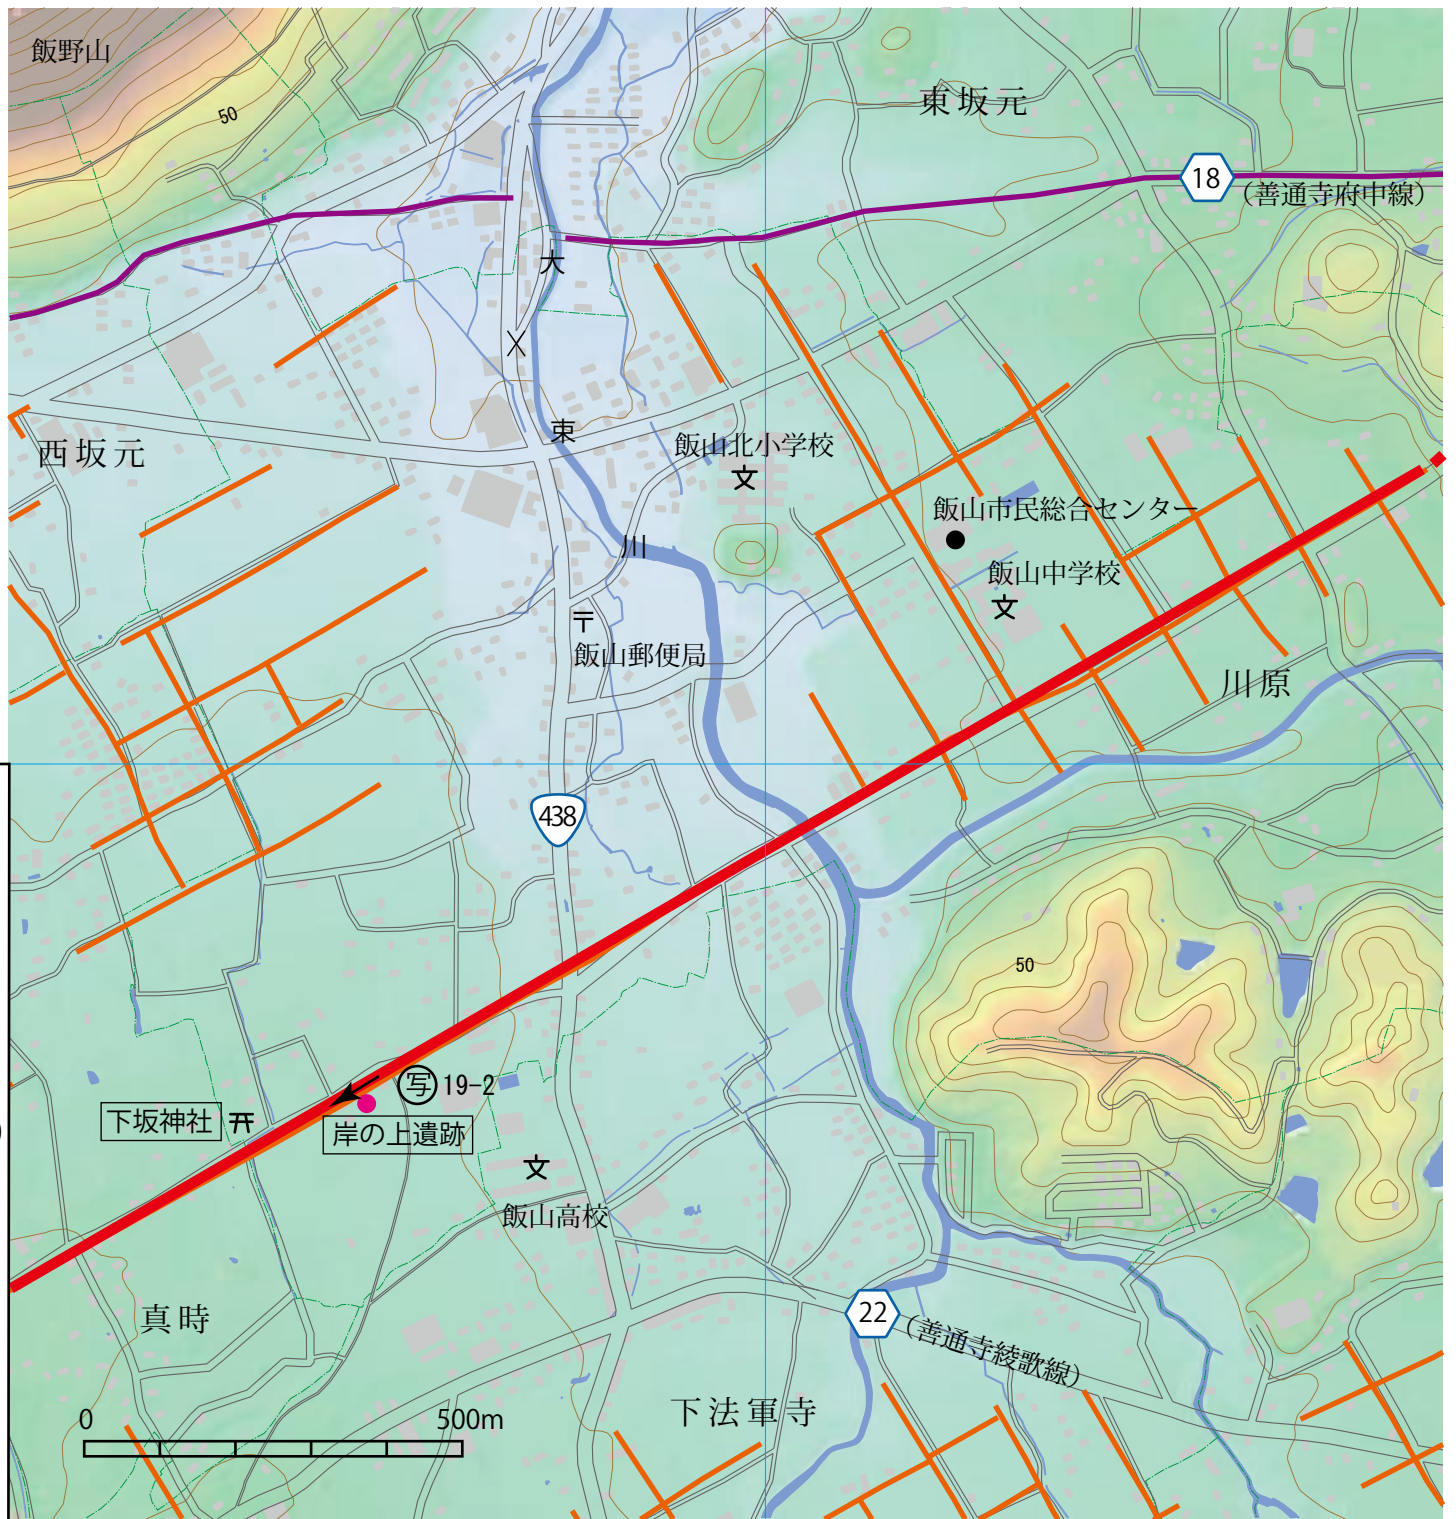 飯野山
50
東坂元
18
(善通寺府中線)
大
東
川
西坂元
飯山北小学校
文
飯山市民総合センター
飯山中学校
文
〒
飯山郵便局
川原
438
50
写 19-2
下坂神社
岸の上遺跡
文
飯山高校
真時
22
(善通寺綾歌線)
下法軍寺
0 500m